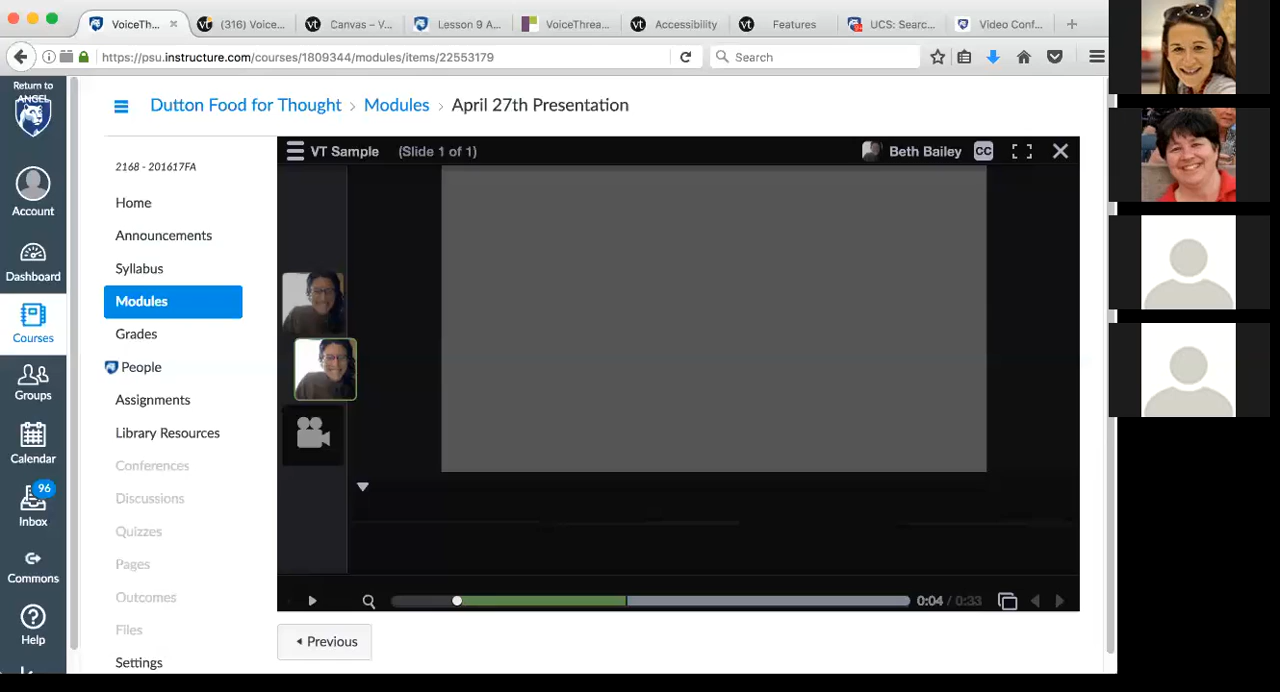 VoiceTh...
(316) Voice...
Canvas – V...
Lesson 9 A...
VoiceThrea...
Accessibility
Features
UCS: Searc...
Video Conf...
https://psu.instructure.com/courses/1809344/modules/items/22553179
Search
Return to
ANGEL
Account
Dashboard
Courses
Groups
Calendar
96
Inbox
Commons
Help
Dutton Food for Thought › Modules › April 27th Presentation
2168 - 201617FA
Home
Announcements
Syllabus
Modules
Grades
People
Assignments
Library Resources
Conferences
Discussions
Quizzes
Pages
Outcomes
Files
Settings
VT Sample (Slide 1 of 1)
Beth Bailey CC
0:04 / 0:33
Previous